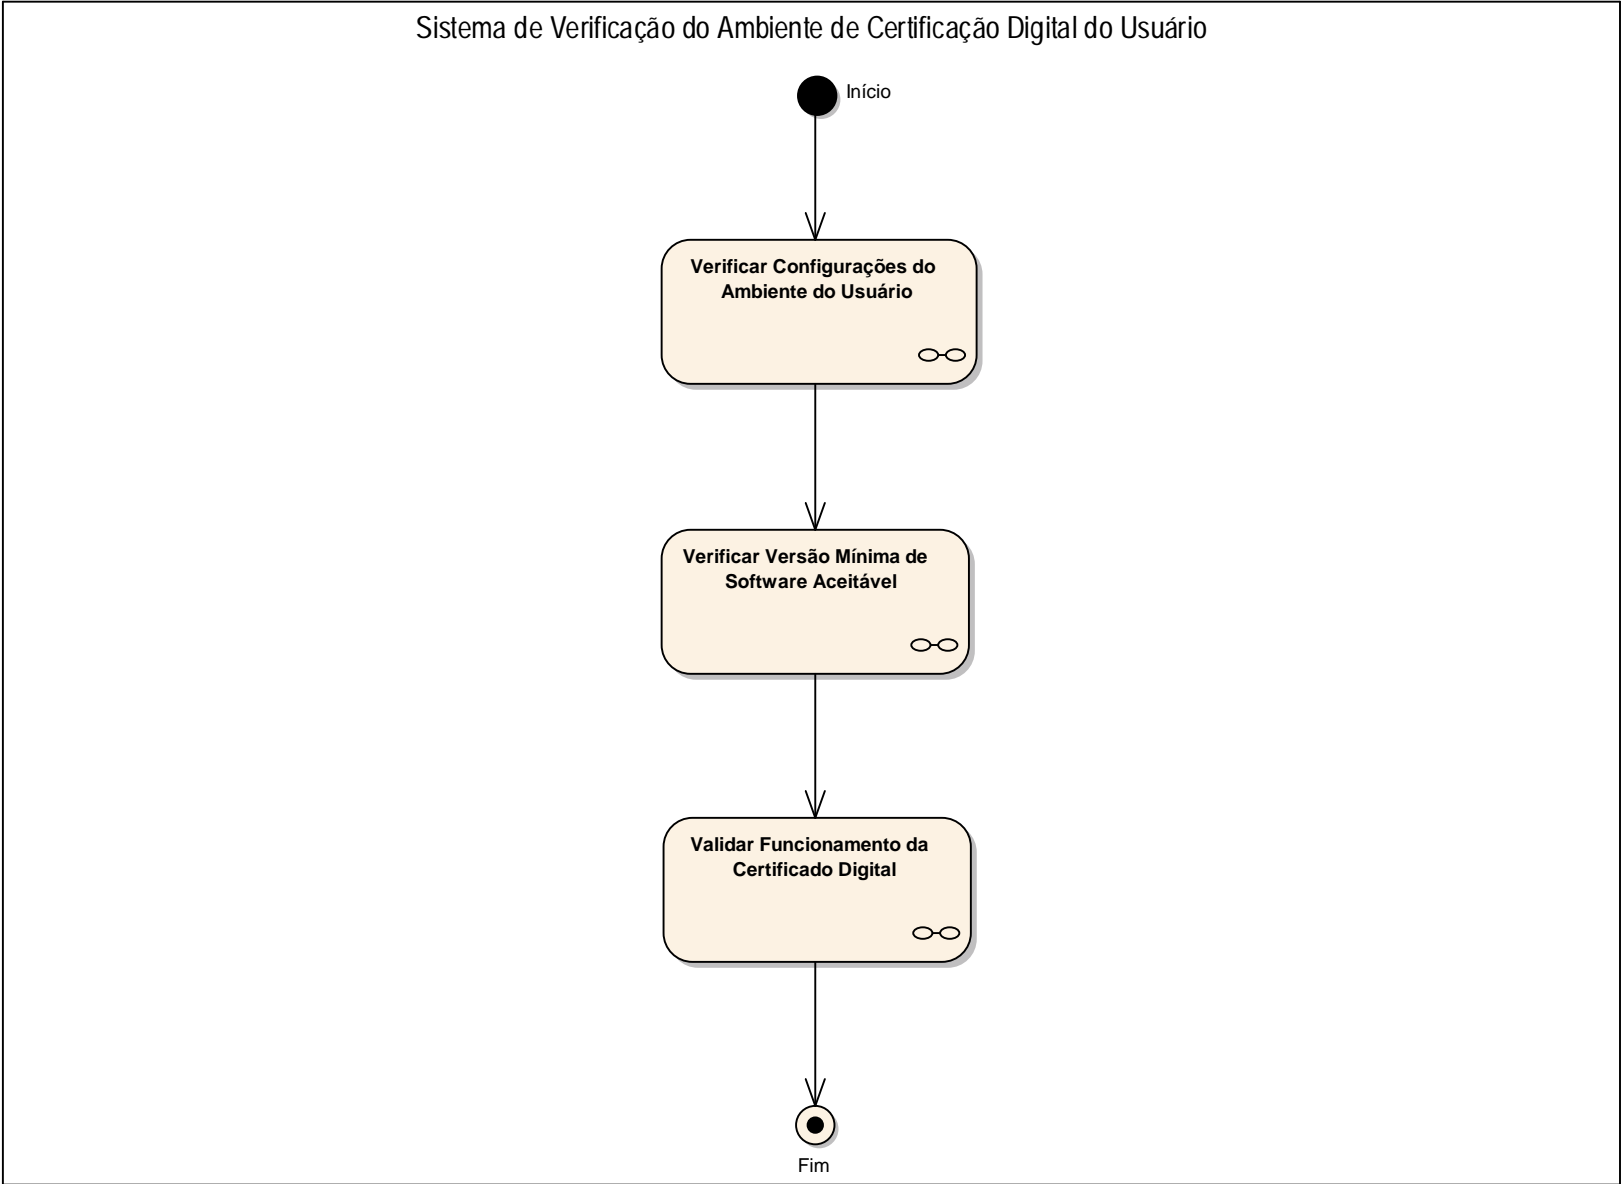 Sistema de Verificação do Ambiente de Certificação Digital do Usuário
Início
Verificar Configurações do
Ambiente do Usuário
Verificar Versão Mínima de
Software Aceitável
Validar Funcionamento da
Certificado Digital
Fim